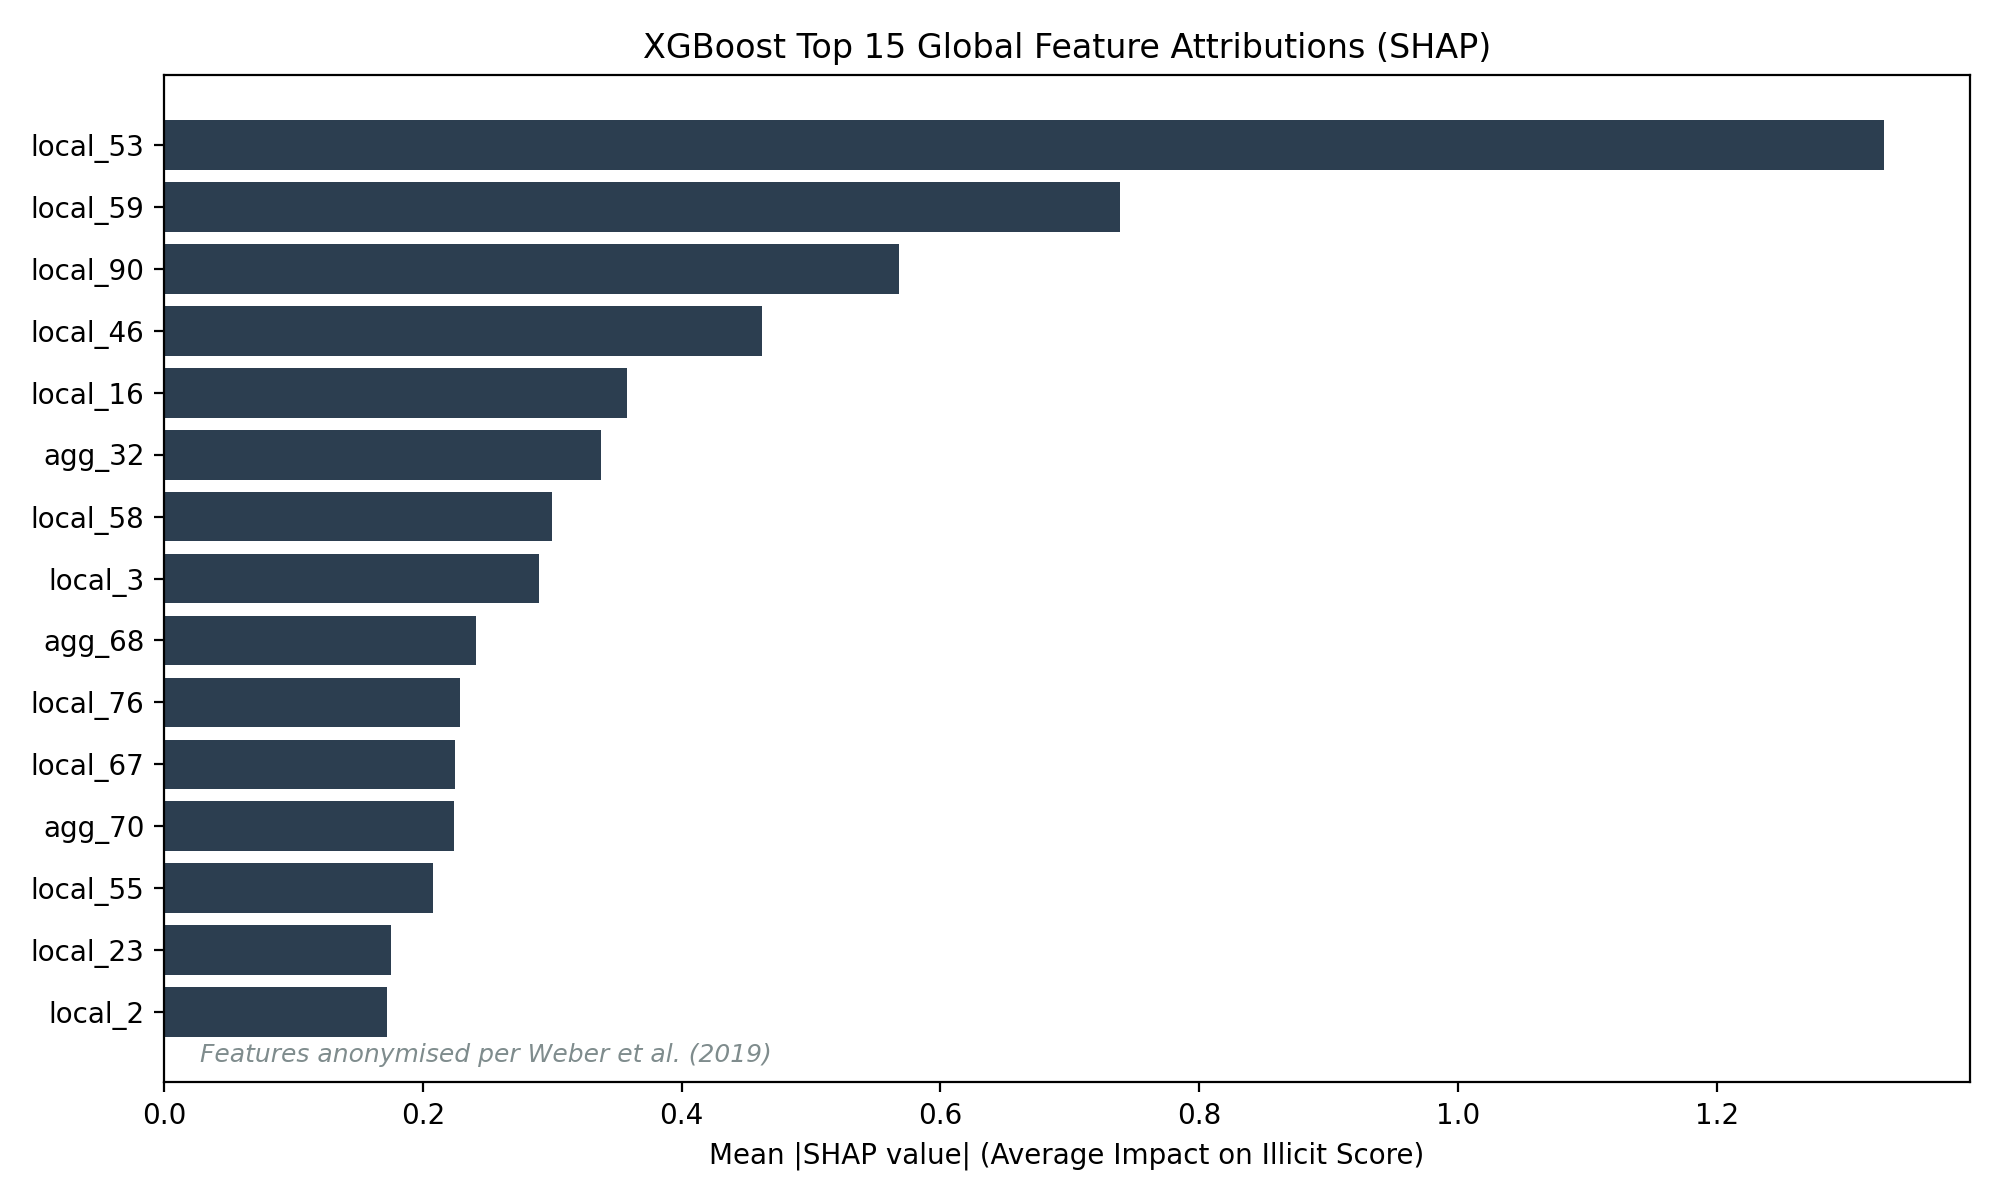 XGBoost Top 15 Global Feature Attributions (SHAP)
local_53
local_59
local_90
local_46
local_16
agg_32
local_58
local_3
agg_68
local_76
local_67
agg_70
local_55
local_23
local_2
Features anonymised per Weber et al. (2019)
0.0 0.2 0.4 0.6 0.8 1.0 1.2
Mean |SHAP value| (Average Impact on Illicit Score)